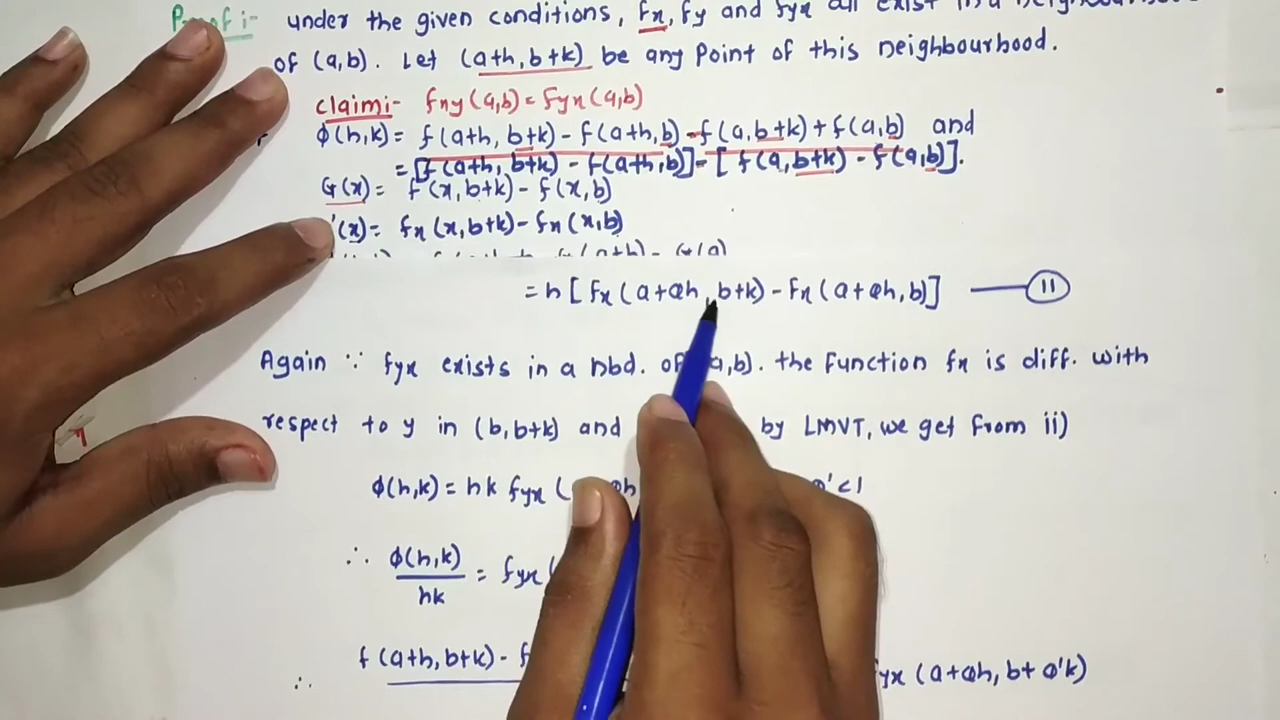 Proof:- under the given conditions, fx, fy and fyx all exist in a neighbourhood
of (a,b). Let (a+h, b+k) be any point of this neighbourhood.
claim:- fxy(a,b) = fyx(a,b)
ϕ(h,k) = f(a+h, b+k) - f(a+h, b) - f(a, b+k) + f(a,b) and
= [f(a+h, b+k) - f(a+h, b)] - [f(a, b+k) - f(a,b)].
G(x) = f(x, b+k) - f(x, b)
'(x) = fx(x, b+k) - fx(x, b)
= h [fx(a+θh, b+k) - fx(a+θh, b)] —— (ii)
Again ∵ fyx exists in a nbd. of (a,b). the function fx is diff. with
respect to y in (b, b+k) and by LMVT, we get from ii)
ϕ(h,k) = hk fyx ( θh θ'<1
∴ ϕ(h,k)/hk = fyx (
∴ f(a+h, b+k) - f fyx (a+θh, b+θ'k)